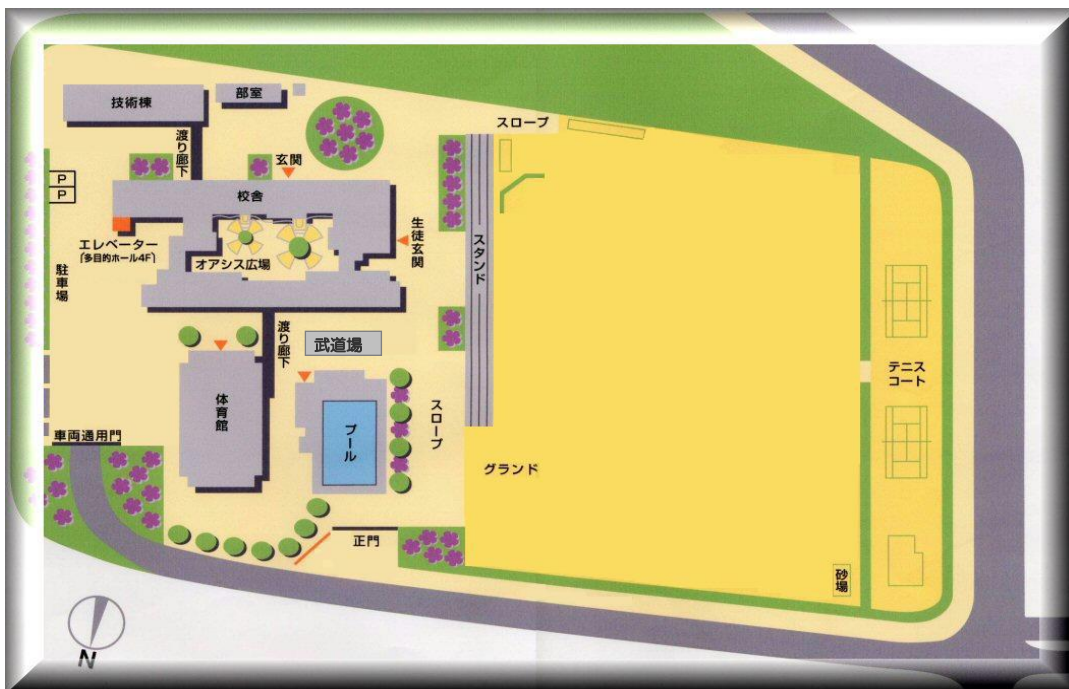 技術棟
部室
渡り廊下
玄関
スロープ
P
P
校舎
エレベーター
(多目的ホール4F)
オアシス広場
生徒玄関
スタンド
駐車場
渡り廊下
武道場
テニス
コート
体育館
プール
スロープ
車両通用門
グランド
正門
砂場
N